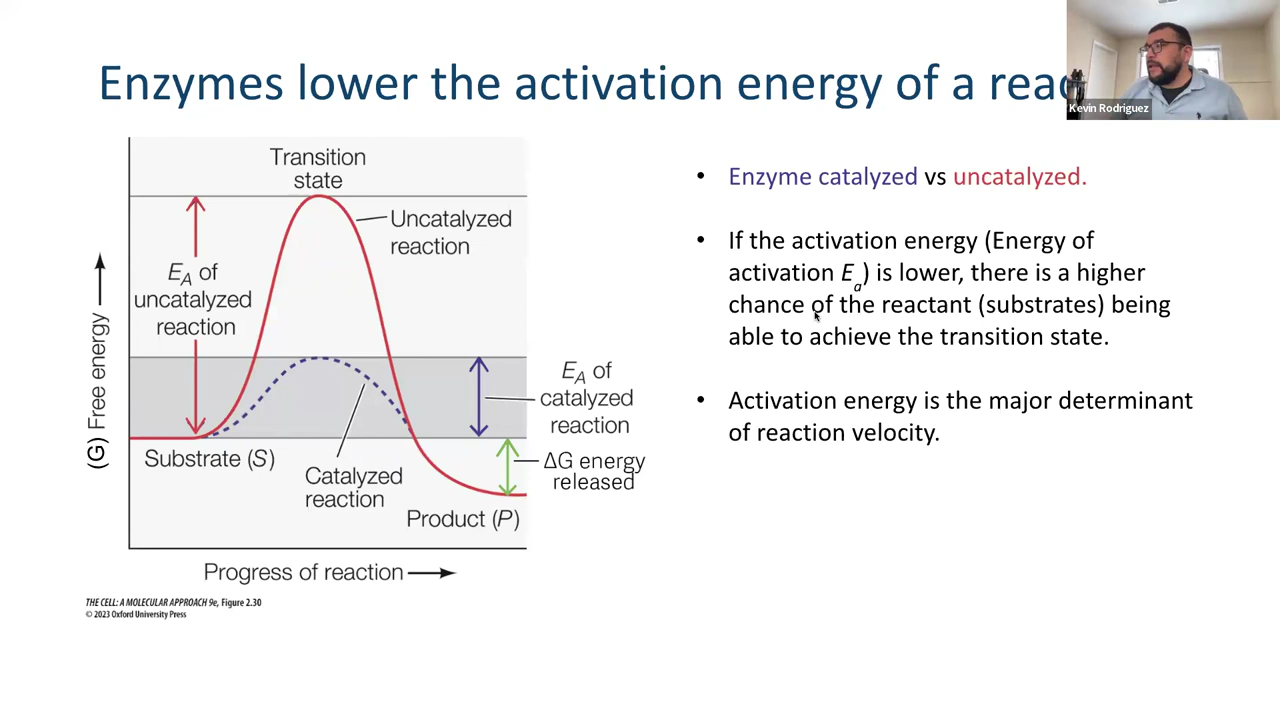 Enzymes lower the activation energy of a reac
Kevin Rodriguez
Transition
state
Uncatalyzed
reaction
EA of
uncatalyzed
reaction
(G) Free energy
EA of
catalyzed
reaction
Substrate (S)
Catalyzed
reaction
ΔG energy
released
Product (P)
Progress of reaction
THE CELL: A MOLECULAR APPROACH 9e, Figure 2.30
© 2023 Oxford University Press
• Enzyme catalyzed vs uncatalyzed.
• If the activation energy (Energy of
activation Ea) is lower, there is a higher
chance of the reactant (substrates) being
able to achieve the transition state.
• Activation energy is the major determinant
of reaction velocity.